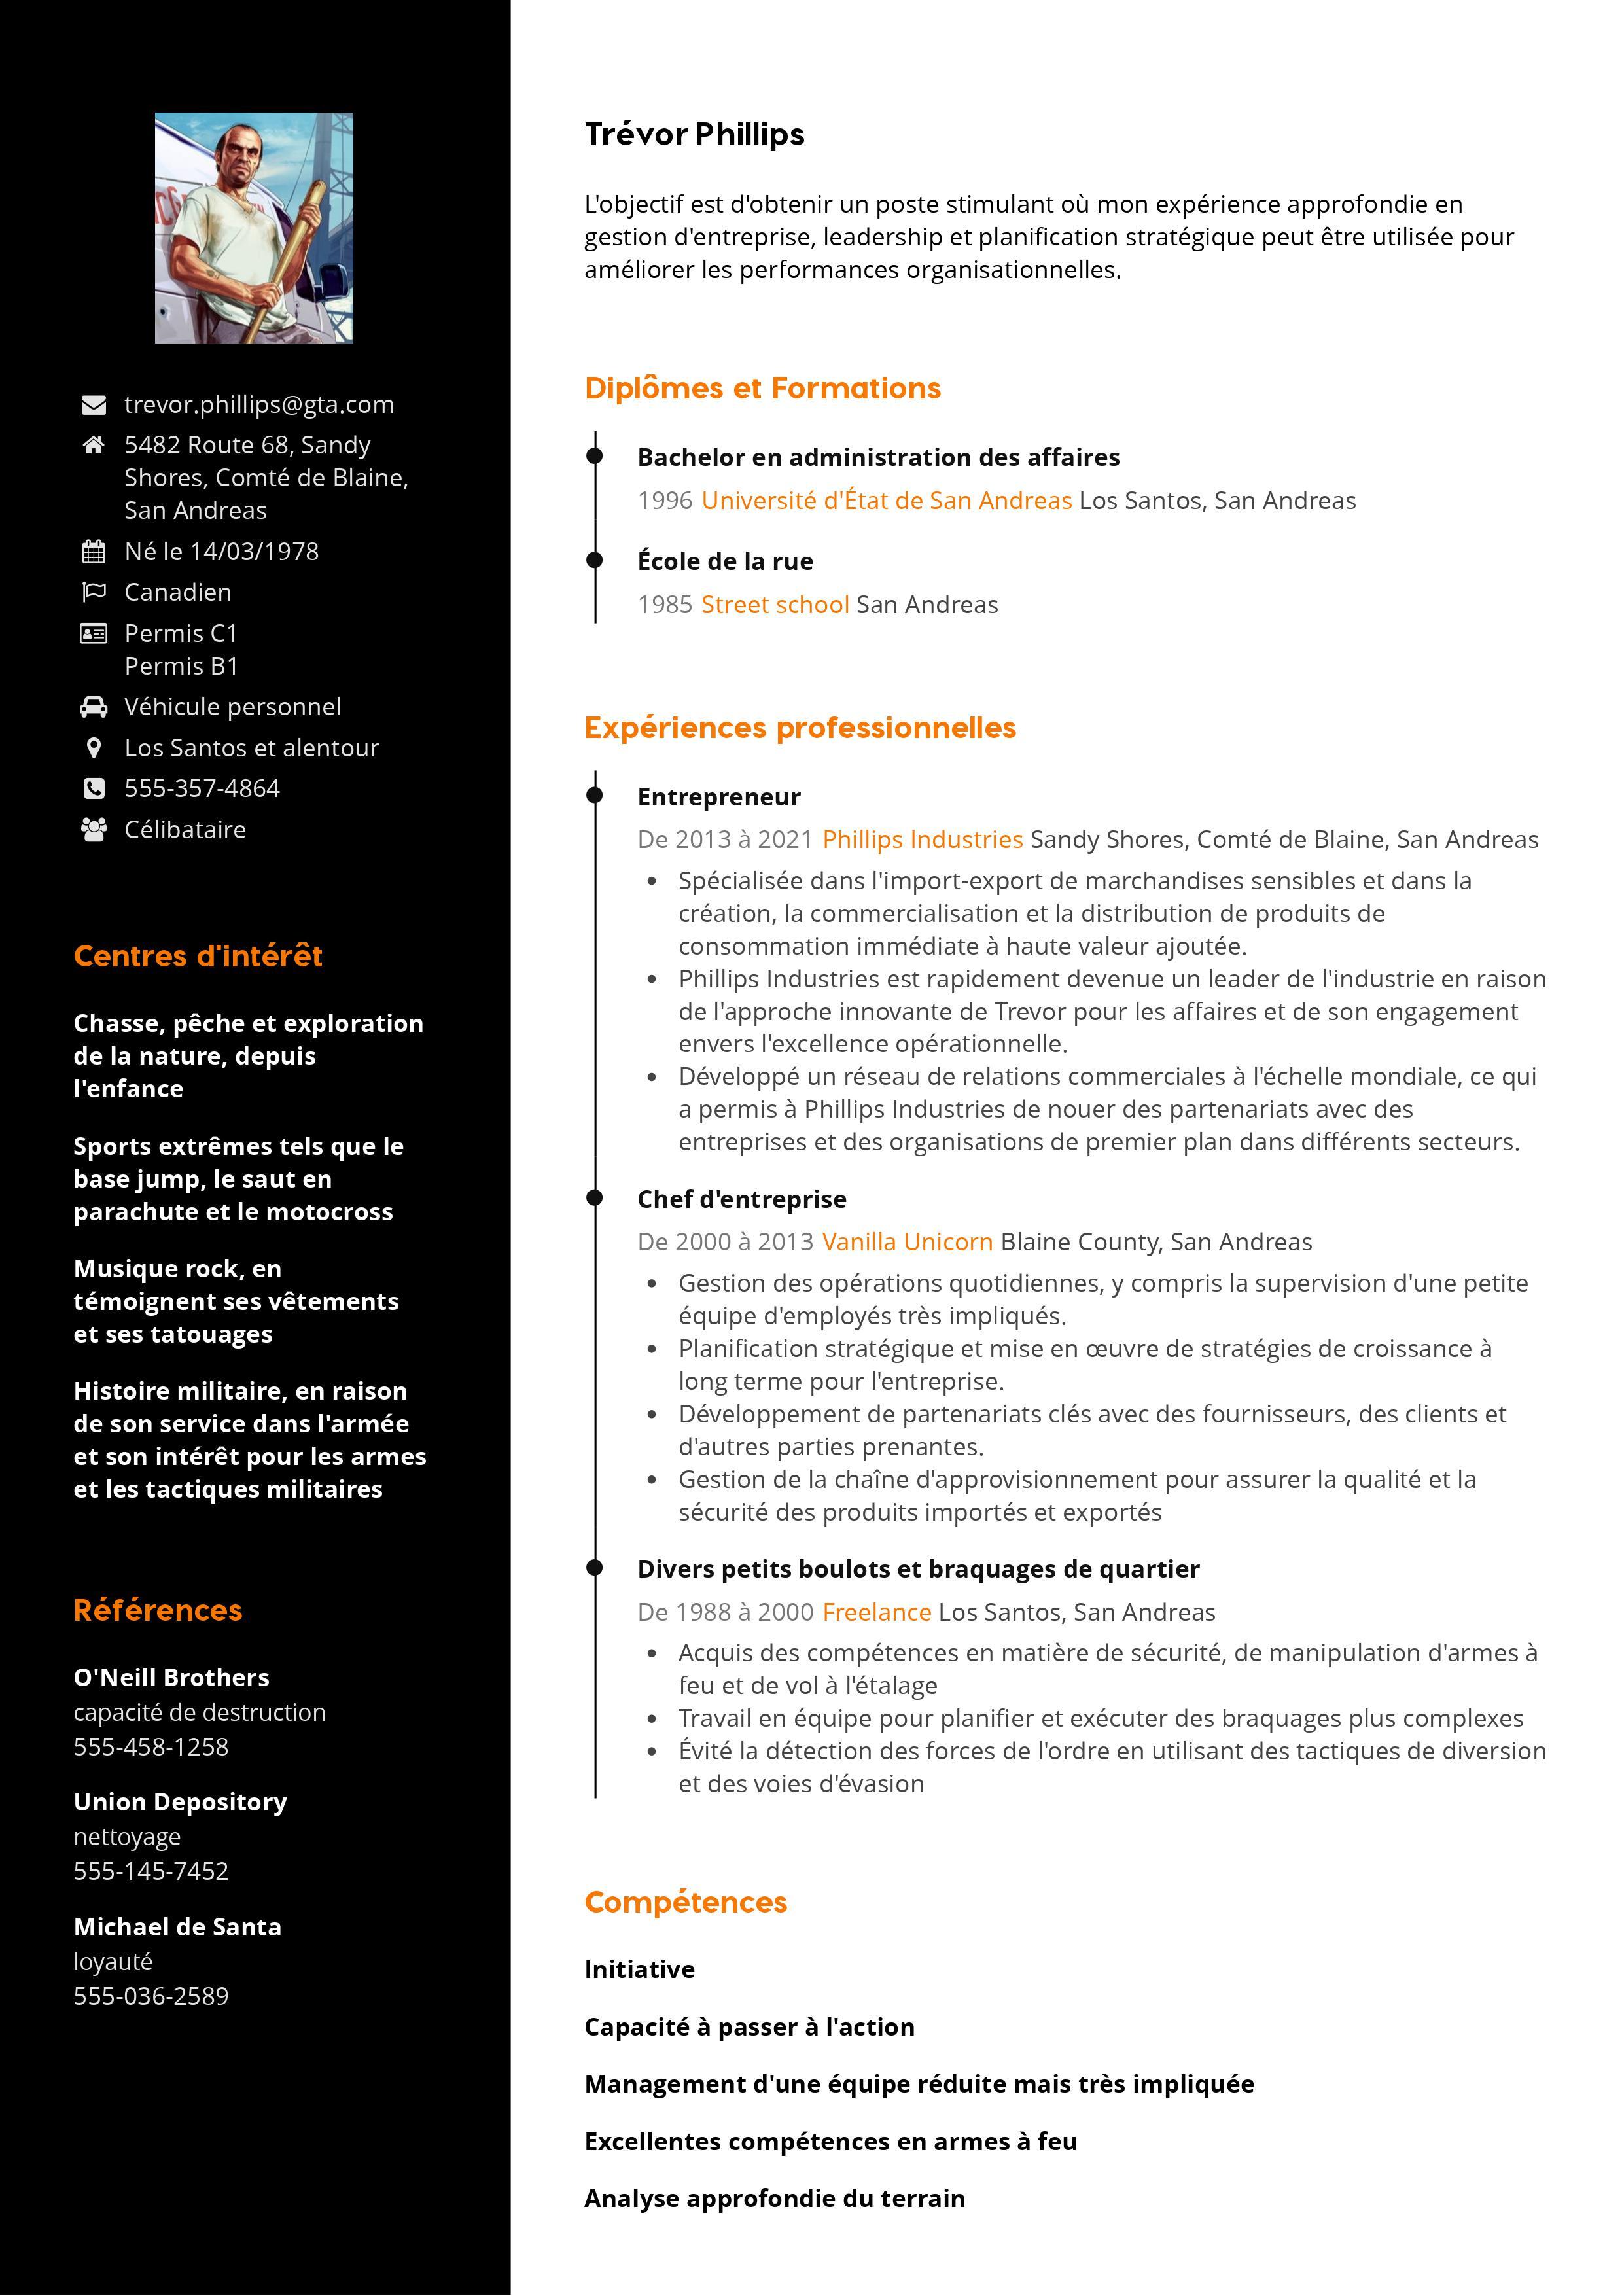 trevor.phillips@gta.com
5482 Route 68, Sandy
Shores, Comté de Blaine,
San Andreas
Né le 14/03/1978
Canadien
Permis C1
Permis B1
Véhicule personnel
Los Santos et alentour
555-357-4864
Célibataire
Centres d'intérêt
Chasse, pêche et exploration
de la nature, depuis
l'enfance
Sports extrêmes tels que le
base jump, le saut en
parachute et le motocross
Musique rock, en
témoignent ses vêtements
et ses tatouages
Histoire militaire, en raison
de son service dans l'armée
et son intérêt pour les armes
et les tactiques militaires
Références
O'Neill Brothers
capacité de destruction
555-458-1258
Union Depository
nettoyage
555-145-7452
Michael de Santa
loyauté
555-036-2589
Trévor Phillips
L'objectif est d'obtenir un poste stimulant où mon expérience approfondie en
gestion d'entreprise, leadership et planification stratégique peut être utilisée pour
améliorer les performances organisationnelles.
Diplômes et Formations
Bachelor en administration des affaires
1996 Université d'État de San Andreas Los Santos, San Andreas
École de la rue
1985 Street school San Andreas
Expériences professionnelles
Entrepreneur
De 2013 à 2021 Phillips Industries Sandy Shores, Comté de Blaine, San Andreas
• Spécialisée dans l'import-export de marchandises sensibles et dans la
création, la commercialisation et la distribution de produits de
consommation immédiate à haute valeur ajoutée.
• Phillips Industries est rapidement devenue un leader de l'industrie en raison
de l'approche innovante de Trevor pour les affaires et de son engagement
envers l'excellence opérationnelle.
• Développé un réseau de relations commerciales à l'échelle mondiale, ce qui
a permis à Phillips Industries de nouer des partenariats avec des
entreprises et des organisations de premier plan dans différents secteurs.
Chef d'entreprise
De 2000 à 2013 Vanilla Unicorn Blaine County, San Andreas
• Gestion des opérations quotidiennes, y compris la supervision d'une petite
équipe d'employés très impliqués.
• Planification stratégique et mise en œuvre de stratégies de croissance à
long terme pour l'entreprise.
• Développement de partenariats clés avec des fournisseurs, des clients et
d'autres parties prenantes.
• Gestion de la chaîne d'approvisionnement pour assurer la qualité et la
sécurité des produits importés et exportés
Divers petits boulots et braquages de quartier
De 1988 à 2000 Freelance Los Santos, San Andreas
• Acquis des compétences en matière de sécurité, de manipulation d'armes à
feu et de vol à l'étalage
• Travail en équipe pour planifier et exécuter des braquages plus complexes
• Évité la détection des forces de l'ordre en utilisant des tactiques de diversion
et des voies d'évasion
Compétences
Initiative
Capacité à passer à l'action
Management d'une équipe réduite mais très impliquée
Excellentes compétences en armes à feu
Analyse approfondie du terrain